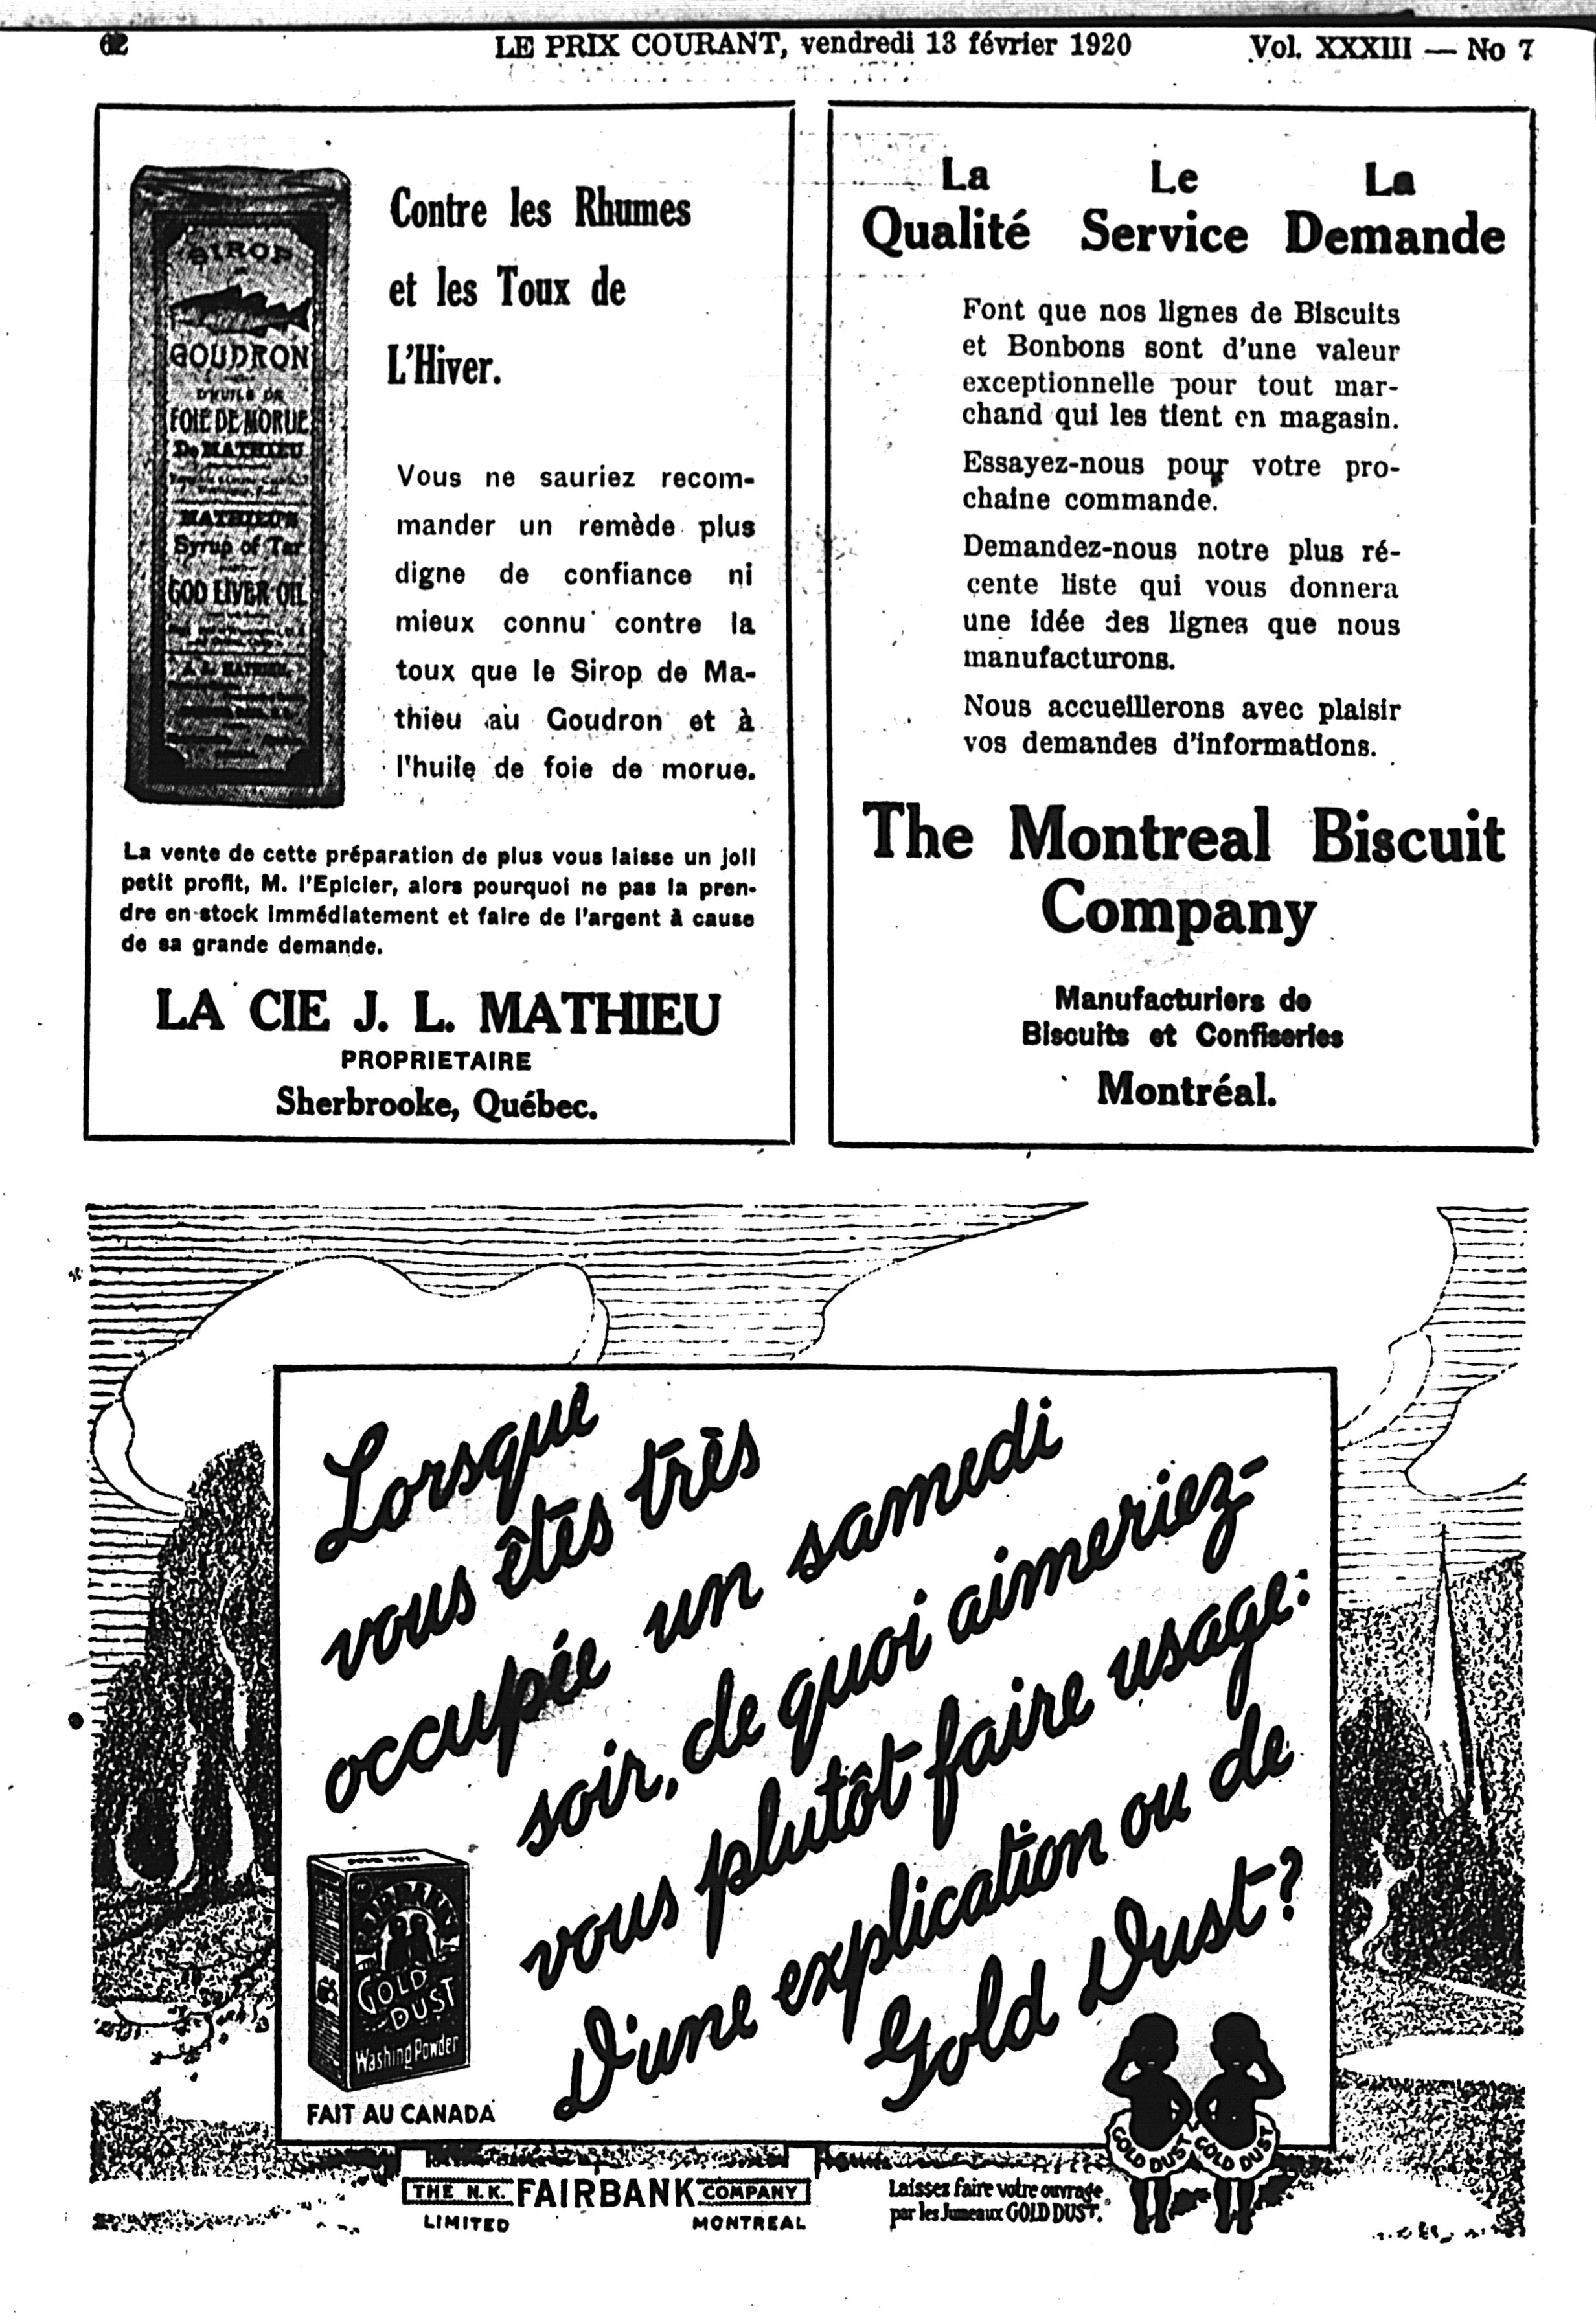 62
LE PRIX COURANT, vendredi 13 février 1920
Vol. XXXIII — No 7
SIROP
GOUDRON
D'HUILE DE
FOIE DE MORUE
De MATHIEU
MATHIEU'S
Syrup of Tar
COD LIVER OIL
J. L. MATHIEU
Contre les Rhumes
et les Toux de
L'Hiver.
Vous ne sauriez recom-
mander un remède plus
digne de confiance ni
mieux connu contre la
toux que le Sirop de Ma-
thieu au Goudron et à
l'huile de foie de morue.
La vente de cette préparation de plus vous laisse un joli
petit profit, M. l'Epicier, alors pourquoi ne pas la pren-
dre en stock immédiatement et faire de l'argent à cause
de sa grande demande.
LA CIE J. L. MATHIEU
PROPRIETAIRE
Sherbrooke, Québec.
La Le La
Qualité Service Demande
Font que nos lignes de Biscuits
et Bonbons sont d'une valeur
exceptionnelle pour tout mar-
chand qui les tient en magasin.
Essayez-nous pour votre pro-
chaine commande.
Demandez-nous notre plus ré-
cente liste qui vous donnera
une idée des lignes que nous
manufacturons.
Nous accueillerons avec plaisir
vos demandes d'informations.
The Montreal Biscuit
Company
Manufacturiers de
Biscuits et Confiseries
Montréal.
Lorsque
vous êtes très
occupée un samedi
soir, de quoi aimeriez-
vous plutôt faire usage:
D'une explication ou de
Gold Dust?
FAIRBANK'S
GOLD
DUST
Washing Powder
FAIT AU CANADA
GOLD DUST
GOLD DUST
THE N.K. FAIRBANK COMPANY
LIMITED MONTREAL
Laissez faire votre ouvrage
par les Jumeaux GOLD DUST.